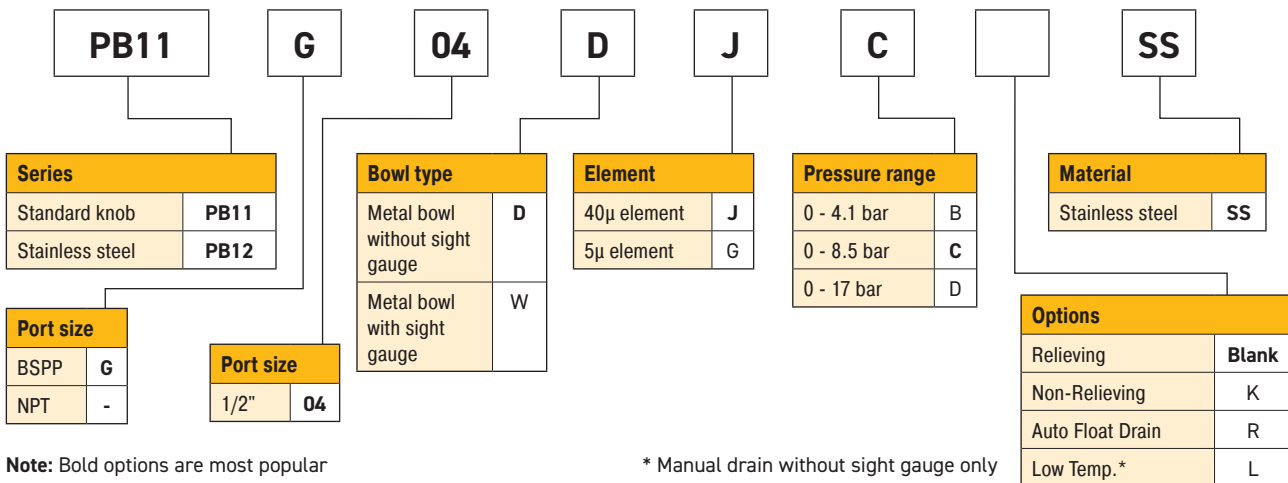 PB11 G 04 D J C SS
Series
Standard knob PB11
Stainless steel PB12
Port size
BSPP G
NPT -
Port size
1/2" 04
Bowl type
Metal bowl D
without sight
gauge
Metal bowl W
with sight
gauge
Element
40µ element J
5µ element G
Pressure range
0 - 4.1 bar B
0 - 8.5 bar C
0 - 17 bar D
Material
Stainless steel SS
Options
Relieving Blank
Non-Relieving K
Auto Float Drain R
Low Temp.* L
Note: Bold options are most popular
* Manual drain without sight gauge only